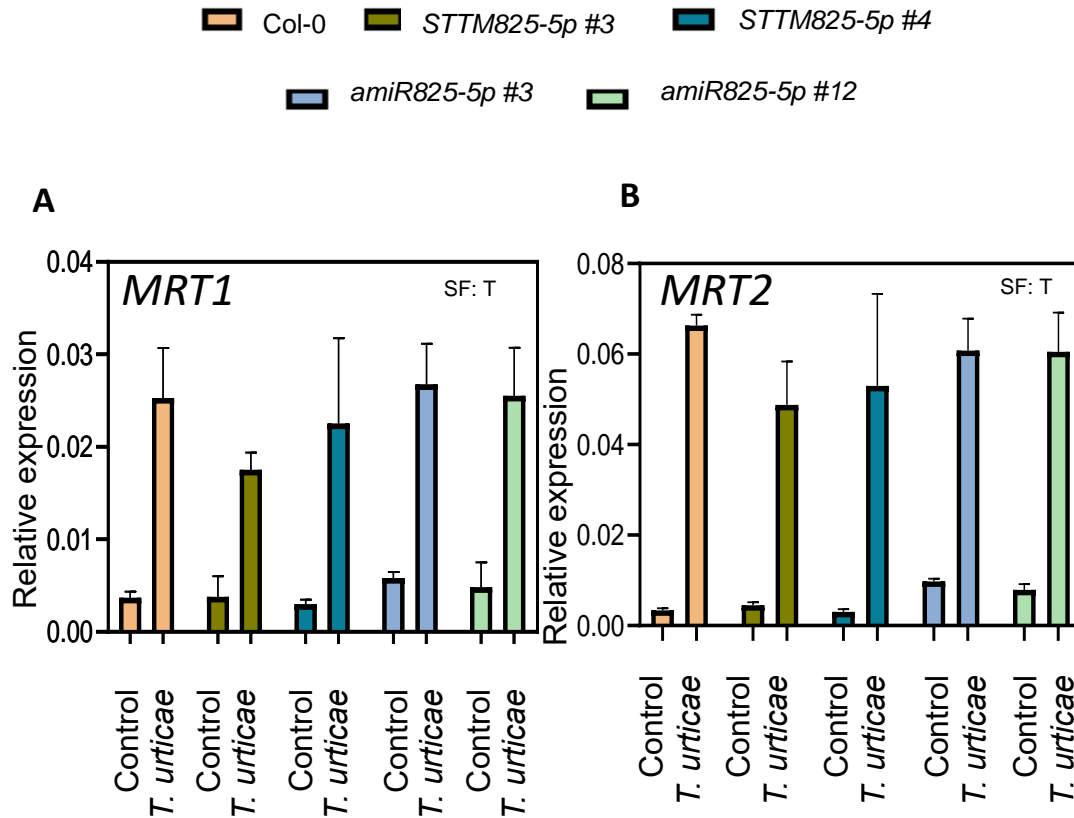 Col-0 STTM825-5p #3 STTM825-5p #4
amiR825-5p #3 amiR825-5p #12
A
MRT1
SF: T
Relative expression
0.04
0.03
0.02
0.01
0.00
Control
T. urticae
Control
T. urticae
Control
T. urticae
Control
T. urticae
Control
T. urticae
B
MRT2
SF: T
Relative expression
0.08
0.06
0.04
0.02
0.00
Control
T. urticae
Control
T. urticae
Control
T. urticae
Control
T. urticae
Control
T. urticae